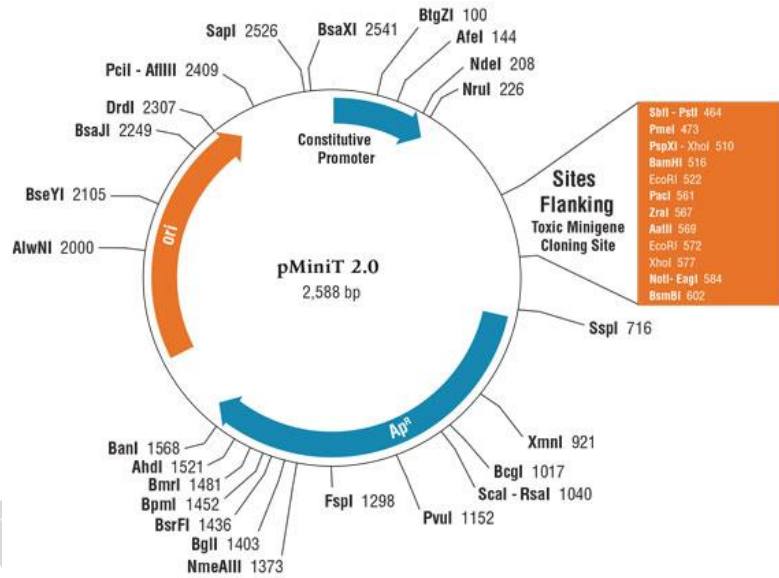 SapI 2526
BsaXI 2541
BtgZI 100
AfeI 144
NdeI 208
NruI 226
PciI - AflIII 2409
DrdI 2307
BsaJI 2249
BseYI 2105
AlwNI 2000
Constitutive
Promoter
ori
pMiniT 2.0
2,588 bp
Sites
Flanking
Toxic Minigene
Cloning Site
SbfI - PstI 464
PmeI 473
PspXI - XhoI 510
BamHI 516
EcoRI 522
PacI 561
ZraI 567
AatII 569
EcoRI 572
XhoI 577
NotI- EagI 584
BsmBI 602
SspI 716
XmnI 921
BcgI 1017
ScaI - RsaI 1040
PvuI 1152
FspI 1298
ApR
BanI 1568
AhdI 1521
BmrI 1481
BpmI 1452
BsrFI 1436
BglI 1403
NmeAIII 1373